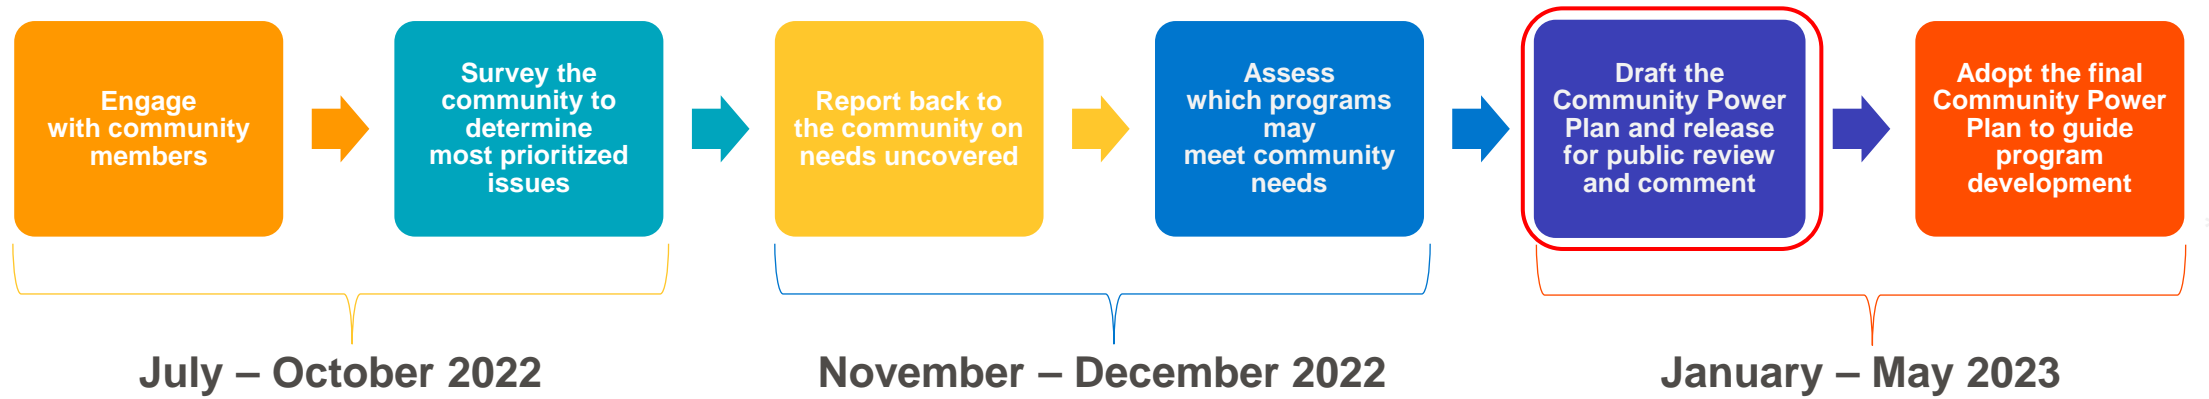 Engage
with community
members
Survey the
community to
determine
most prioritized
issues
Report back to
the community on
needs uncovered
Assess
which programs
may
meet community
needs
Draft the
Community Power
Plan and release
for public review
and comment
Adopt the final
Community Power
Plan to guide
program
development
July – October 2022
November – December 2022
January – May 2023